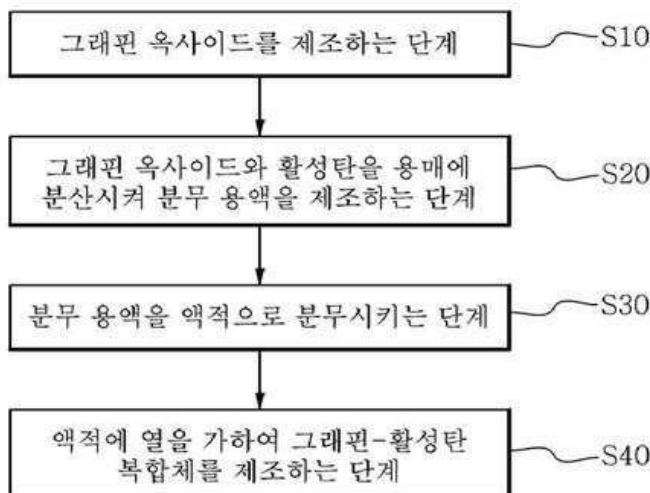 그래핀 옥사이드를 제조하는 단계
S10
그래핀 옥사이드와 활성탄을 용매에
분산시켜 분무 용액을 제조하는 단계
S20
분무 용액을 액적으로 분무시키는 단계
S30
액적에 열을 가하여 그래핀-활성탄
복합체를 제조하는 단계
S40